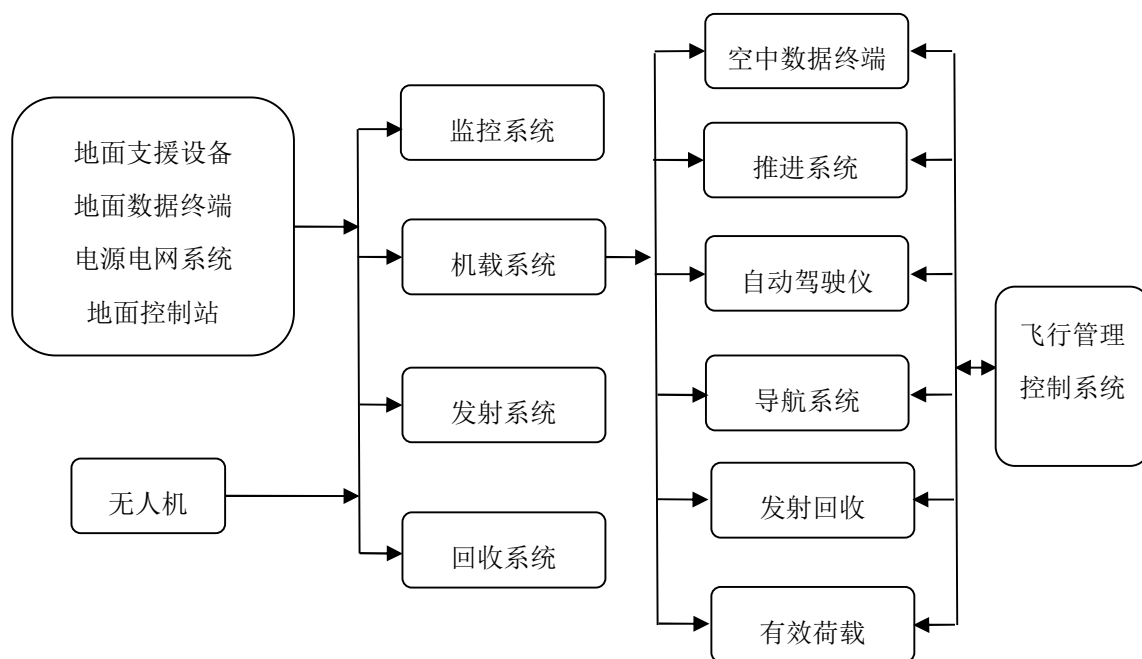 地面支援设备
地面数据终端
电源电网系统
地面控制站
无人机
监控系统
机载系统
发射系统
回收系统
空中数据终端
推进系统
自动驾驶仪
导航系统
发射回收
有效荷载
飞行管理
控制系统